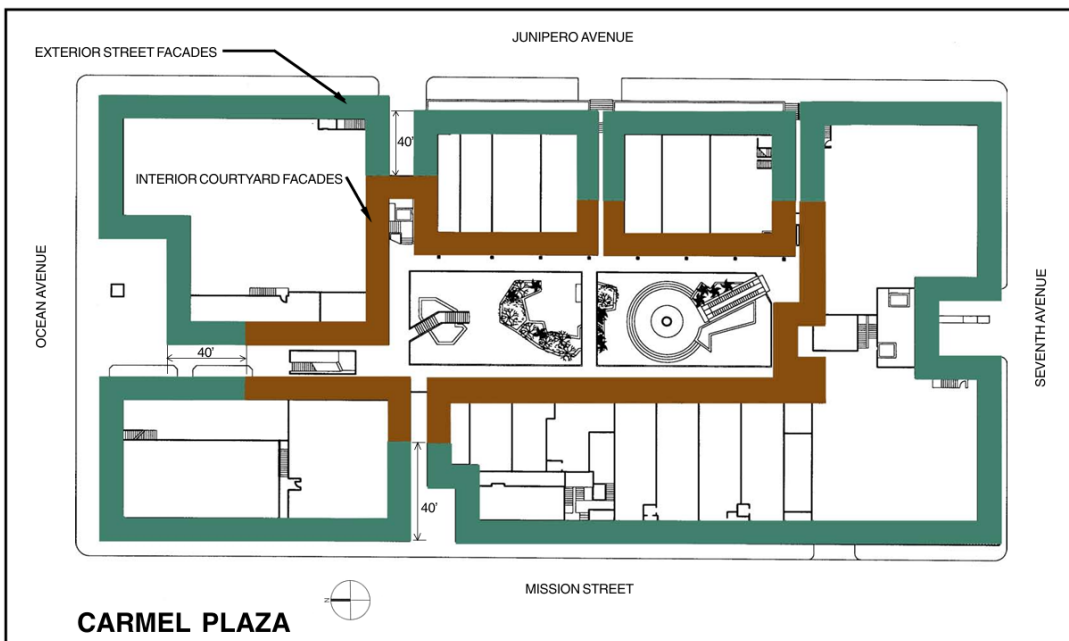 JUNIPERO AVENUE
EXTERIOR STREET FACADES
40'
INTERIOR COURTYARD FACADES
OCEAN AVENUE
SEVENTH AVENUE
40'
40'
MISSION STREET
N
CARMEL PLAZA